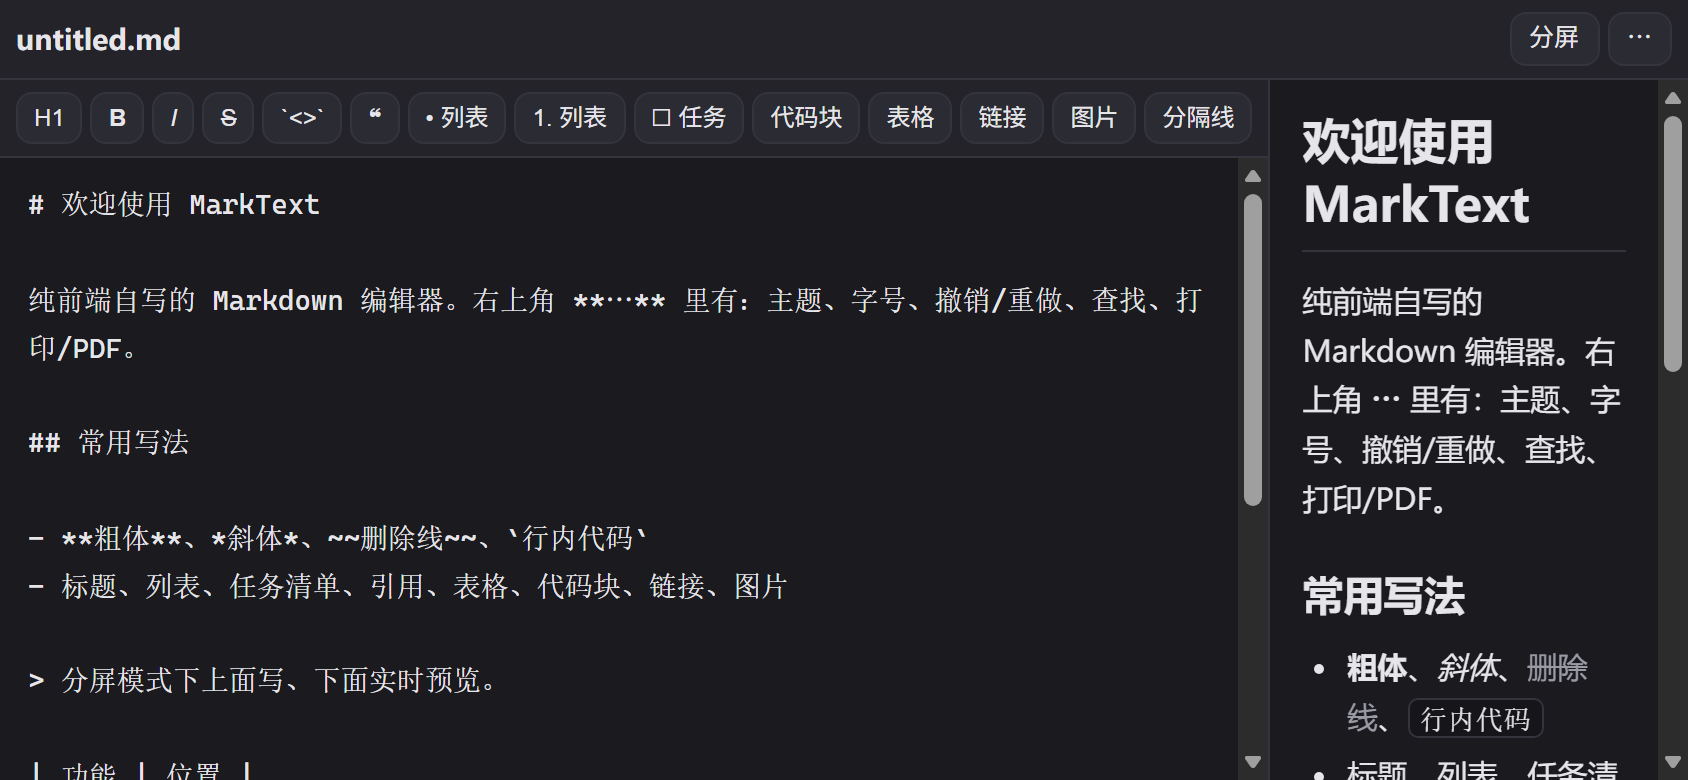 untitled.md
分屏
···
H1
B
I
S
`<>`
❝
• 列表
1. 列表
☐ 任务
代码块
表格
链接
图片
分隔线
# 欢迎使用 MarkText
纯前端自写的 Markdown 编辑器。右上角 **···** 里有：主题、字号、撤销/重做、查找、打
印/PDF。
## 常用写法
- **粗体**、*斜体*、~~删除线~~、`行内代码`
- 标题、列表、任务清单、引用、表格、代码块、链接、图片
> 分屏模式下上面写、下面实时预览。
| 功能 | 位置 |
欢迎使用
MarkText
纯前端自写的
Markdown 编辑器。右
上角 ··· 里有：主题、字
号、撤销/重做、查找、
打印/PDF。
常用写法
• 粗体、斜体、删除
线、行内代码
• 标题、列表、任务清